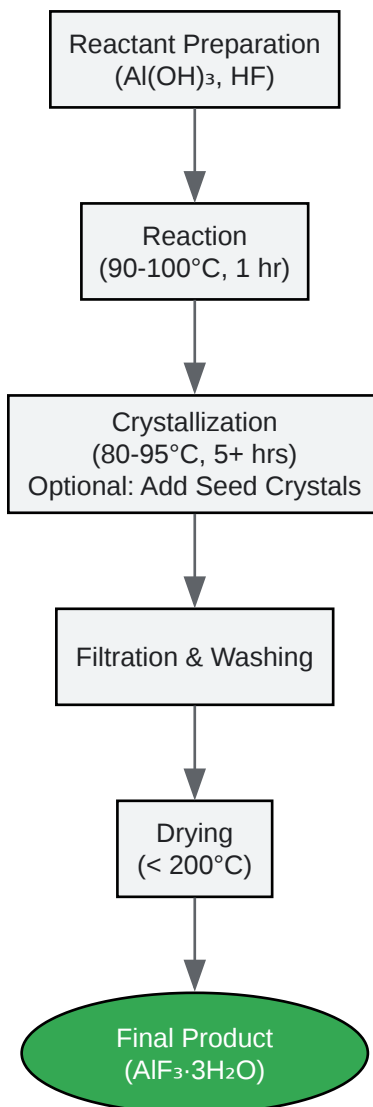 Reactant Preparation
(Al(OH)₃, HF)
Reaction
(90-100°C, 1 hr)
Crystallization
(80-95°C, 5+ hrs)
Optional: Add Seed Crystals
Filtration & Washing
Drying
(< 200°C)
Final Product
(AlF₃·3H₂O)